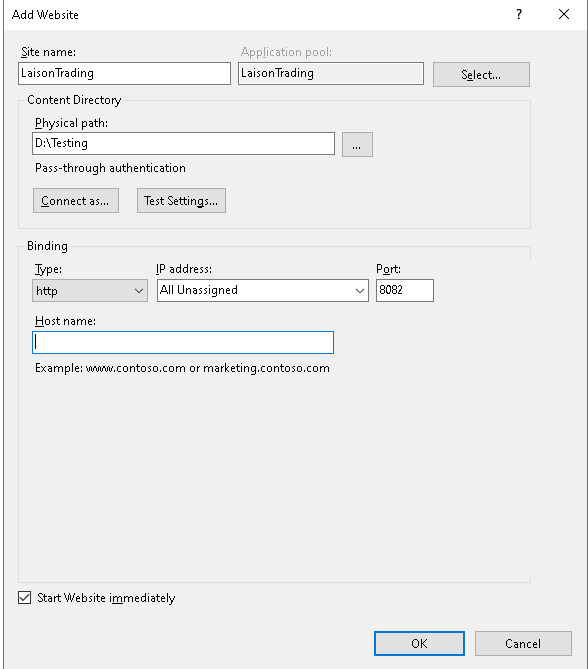 Add Website
?
Site name:
Application pool:
LaisonTrading
LaisonTrading
Select...
Content Directory
Physical path:
D:\Testing
...
Pass-through authentication
Connect as...
Test Settings...
Binding
Type:
IP address:
Port:
http
All Unassigned
8082
Host name:
Example: www.contoso.com or marketing.contoso.com
Start Website immediately
OK
Cancel